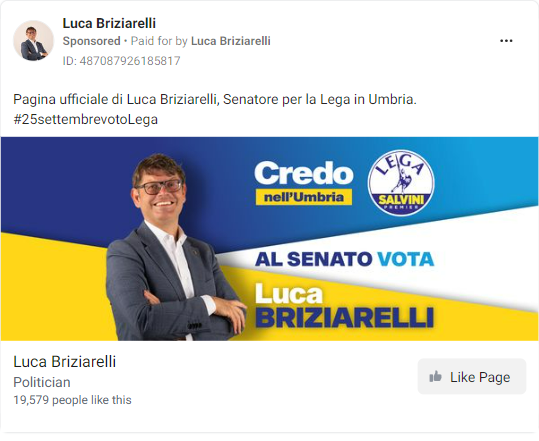 Luca Briziarelli
Sponsored • Paid for by Luca Briziarelli
ID: 487087926185817
Pagina ufficiale di Luca Briziarelli, Senatore per la Lega in Umbria.
#25settembrevotoLega
Credo
nell'Umbria
LEGA
SALVINI
PREMIER
AL SENATO VOTA
Luca
BRIZIARELLI
Luca Briziarelli
Politician
19,579 people like this
Like Page